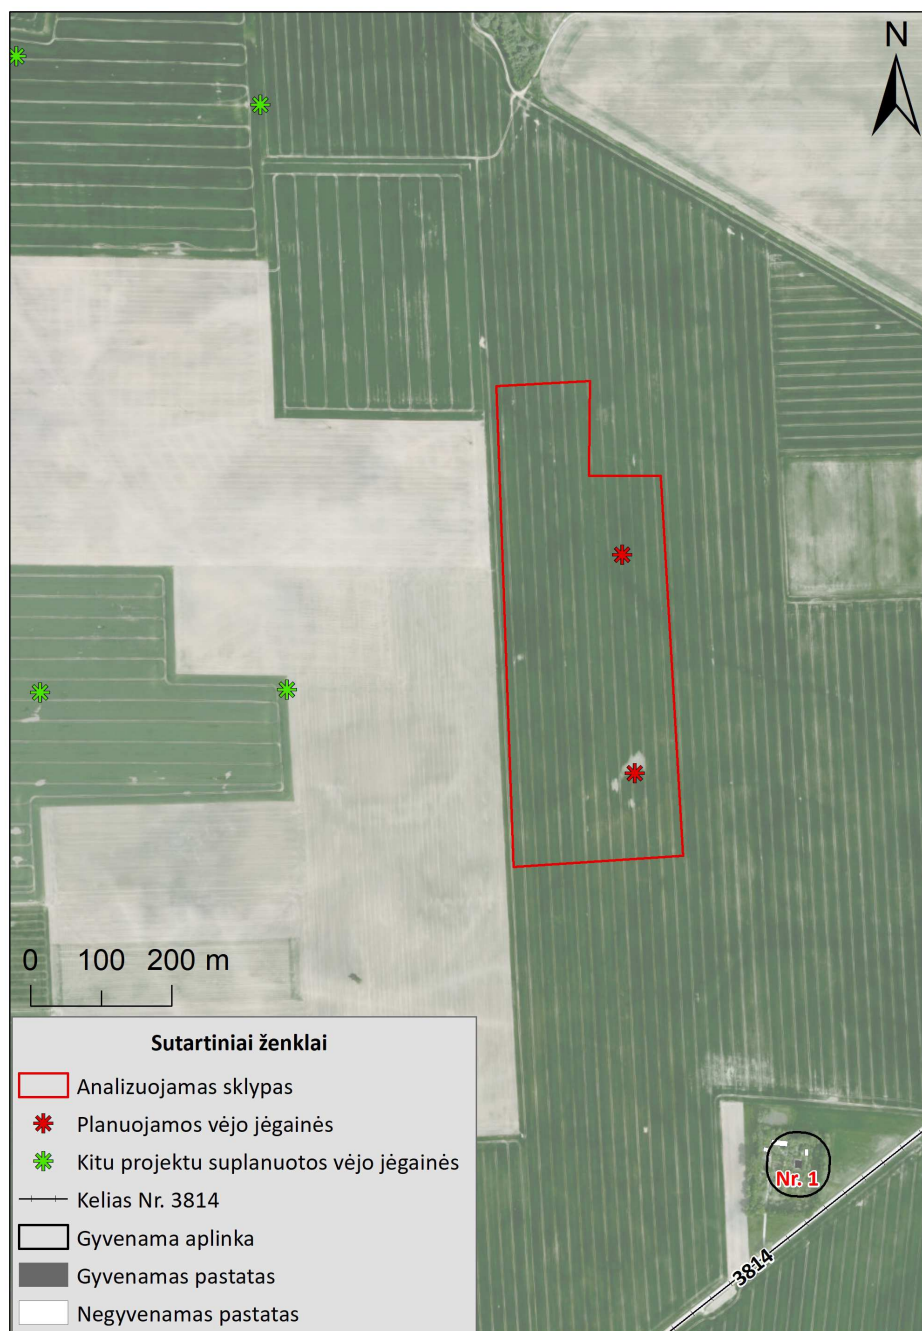 N
0 100 200 m
Sutartiniai ženklai
Analizuojamas sklypas
Planuojamos vėjo jėgainės
Kitu projektu suplanuotos vėjo jėgainės
Kelias Nr. 3814
Gyvenama aplinka
Gyvenamas pastatas
Negyvenamas pastatas
Nr. 1
3814